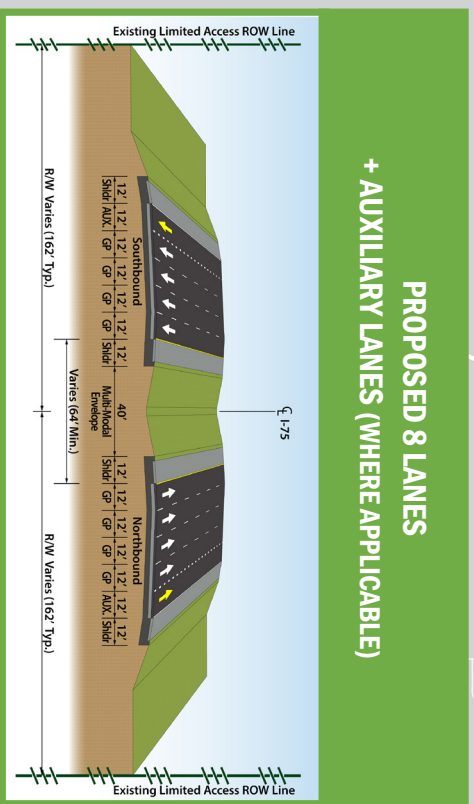 PROPOSED 8 LANES
+ AUXILIARY LANES (WHERE APPLICABLE)
Existing Limited Access ROW Line
Existing Limited Access ROW Line
℄ I-75
Southbound
Northbound
12' 12' 12' 12' 12' 12' 12' 40' 12' 12' 12' 12' 12' 12' 12'
Shldr AUX. GP GP GP GP Shldr Multi-Modal Envelope Shldr GP GP GP GP AUX. Shldr
Varies (64' Min.)
R/W Varies (162' Typ.)
R/W Varies (162' Typ.)